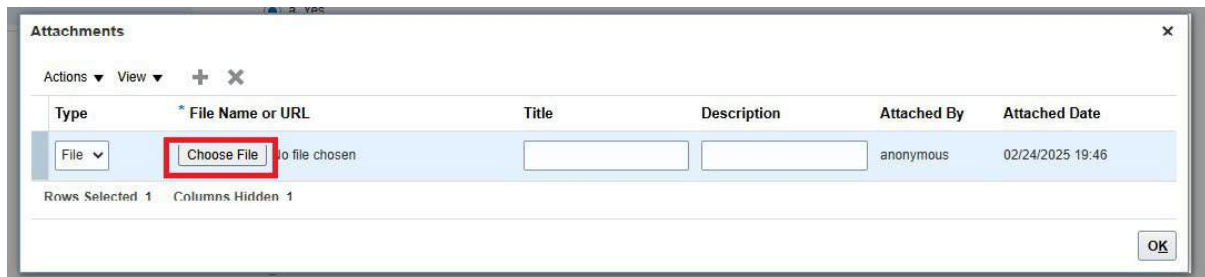 a. Yes
Attachments ×
Actions View
Type * File Name or URL Title Description Attached By Attached Date
File Choose File No file chosen anonymous 02/24/2025 19:46
Rows Selected 1 Columns Hidden 1
OK